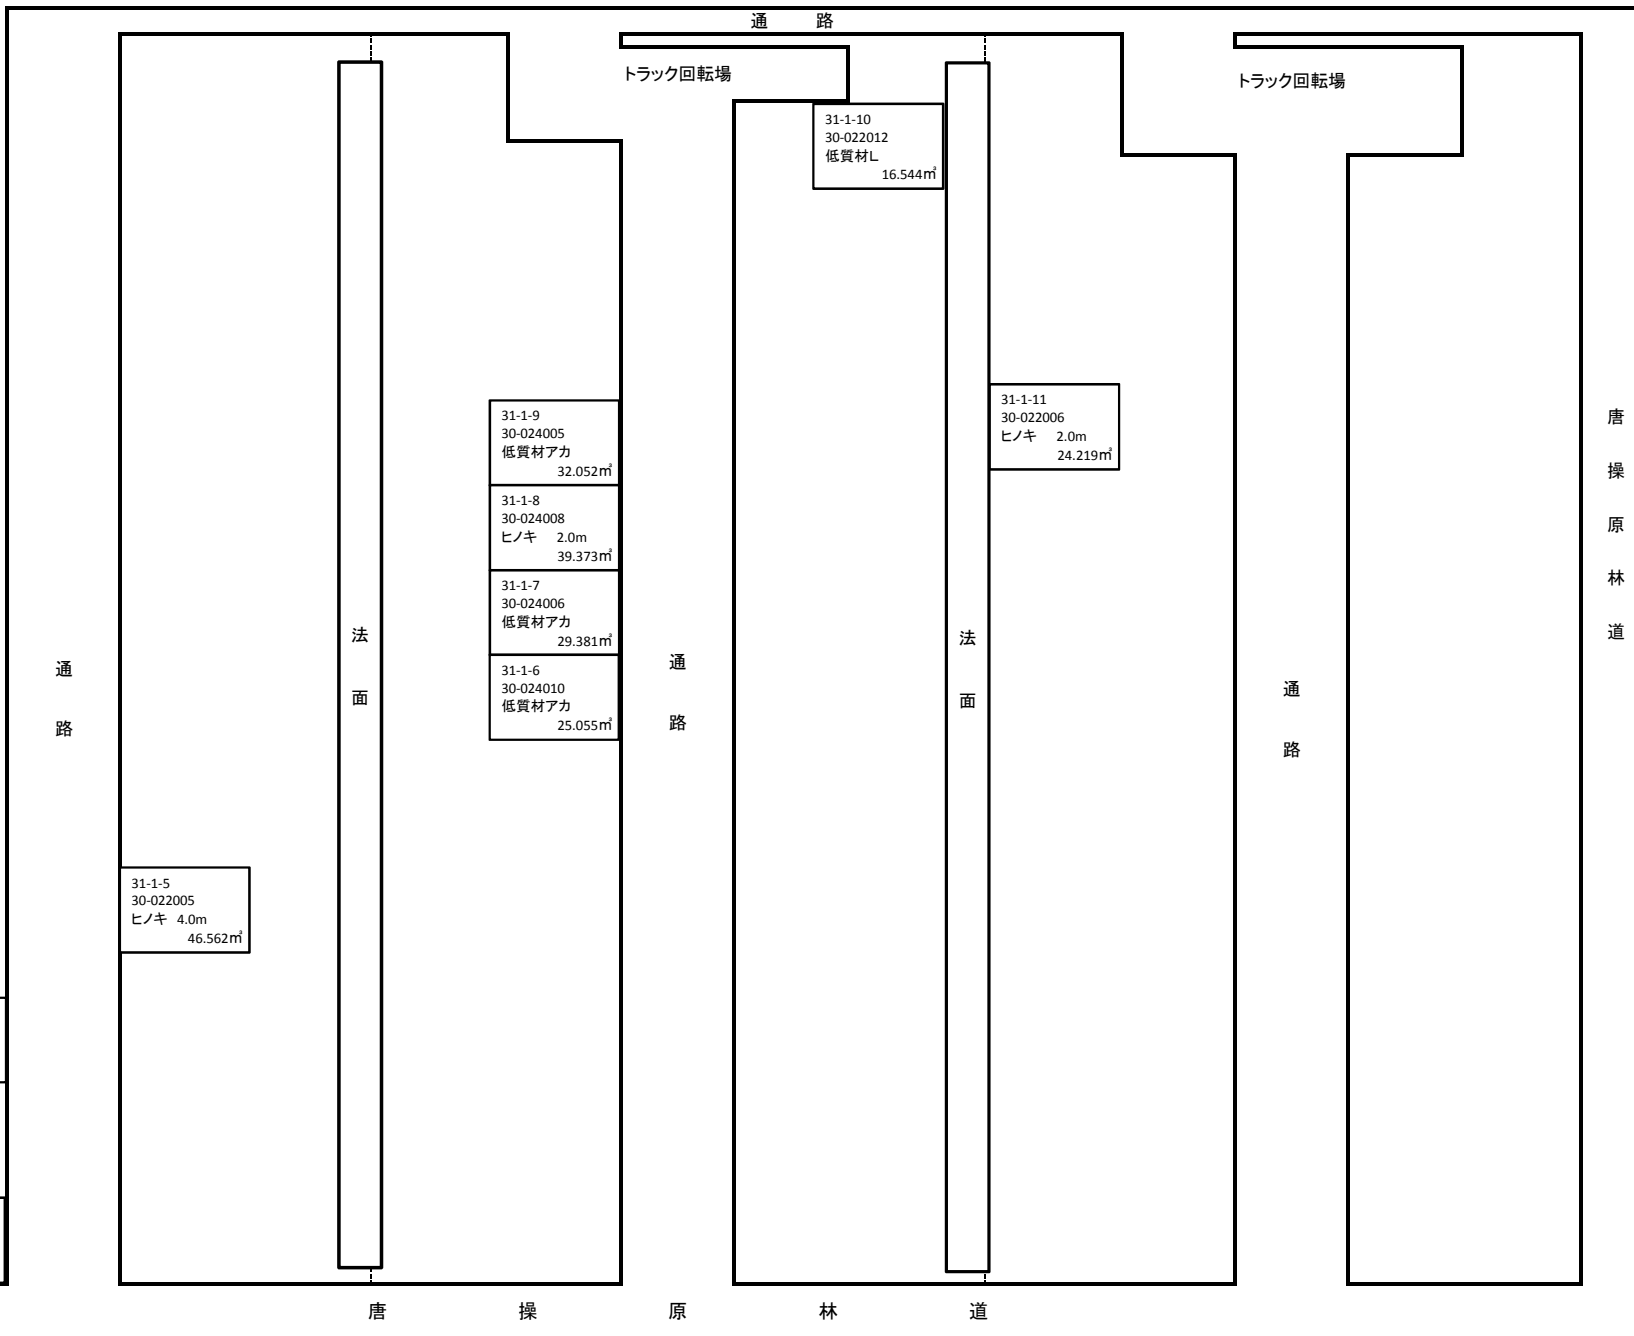 通　路
トラック回転場
トラック回転場
31-1-10
30-022012
低質材L
16.544㎥
31-1-11
30-022006
ヒノキ　2.0m
24.219㎥
31-1-9
30-024005
低質材アカ
32.052㎥
31-1-8
30-024008
ヒノキ　2.0m
39.373㎥
31-1-7
30-024006
低質材アカ
29.381㎥
31-1-6
30-024010
低質材アカ
25.055㎥
31-1-5
30-022005
ヒノキ 4.0m
46.562㎥
通路
法面
通路
法面
通路
唐操原林道
唐　操　原　林　道